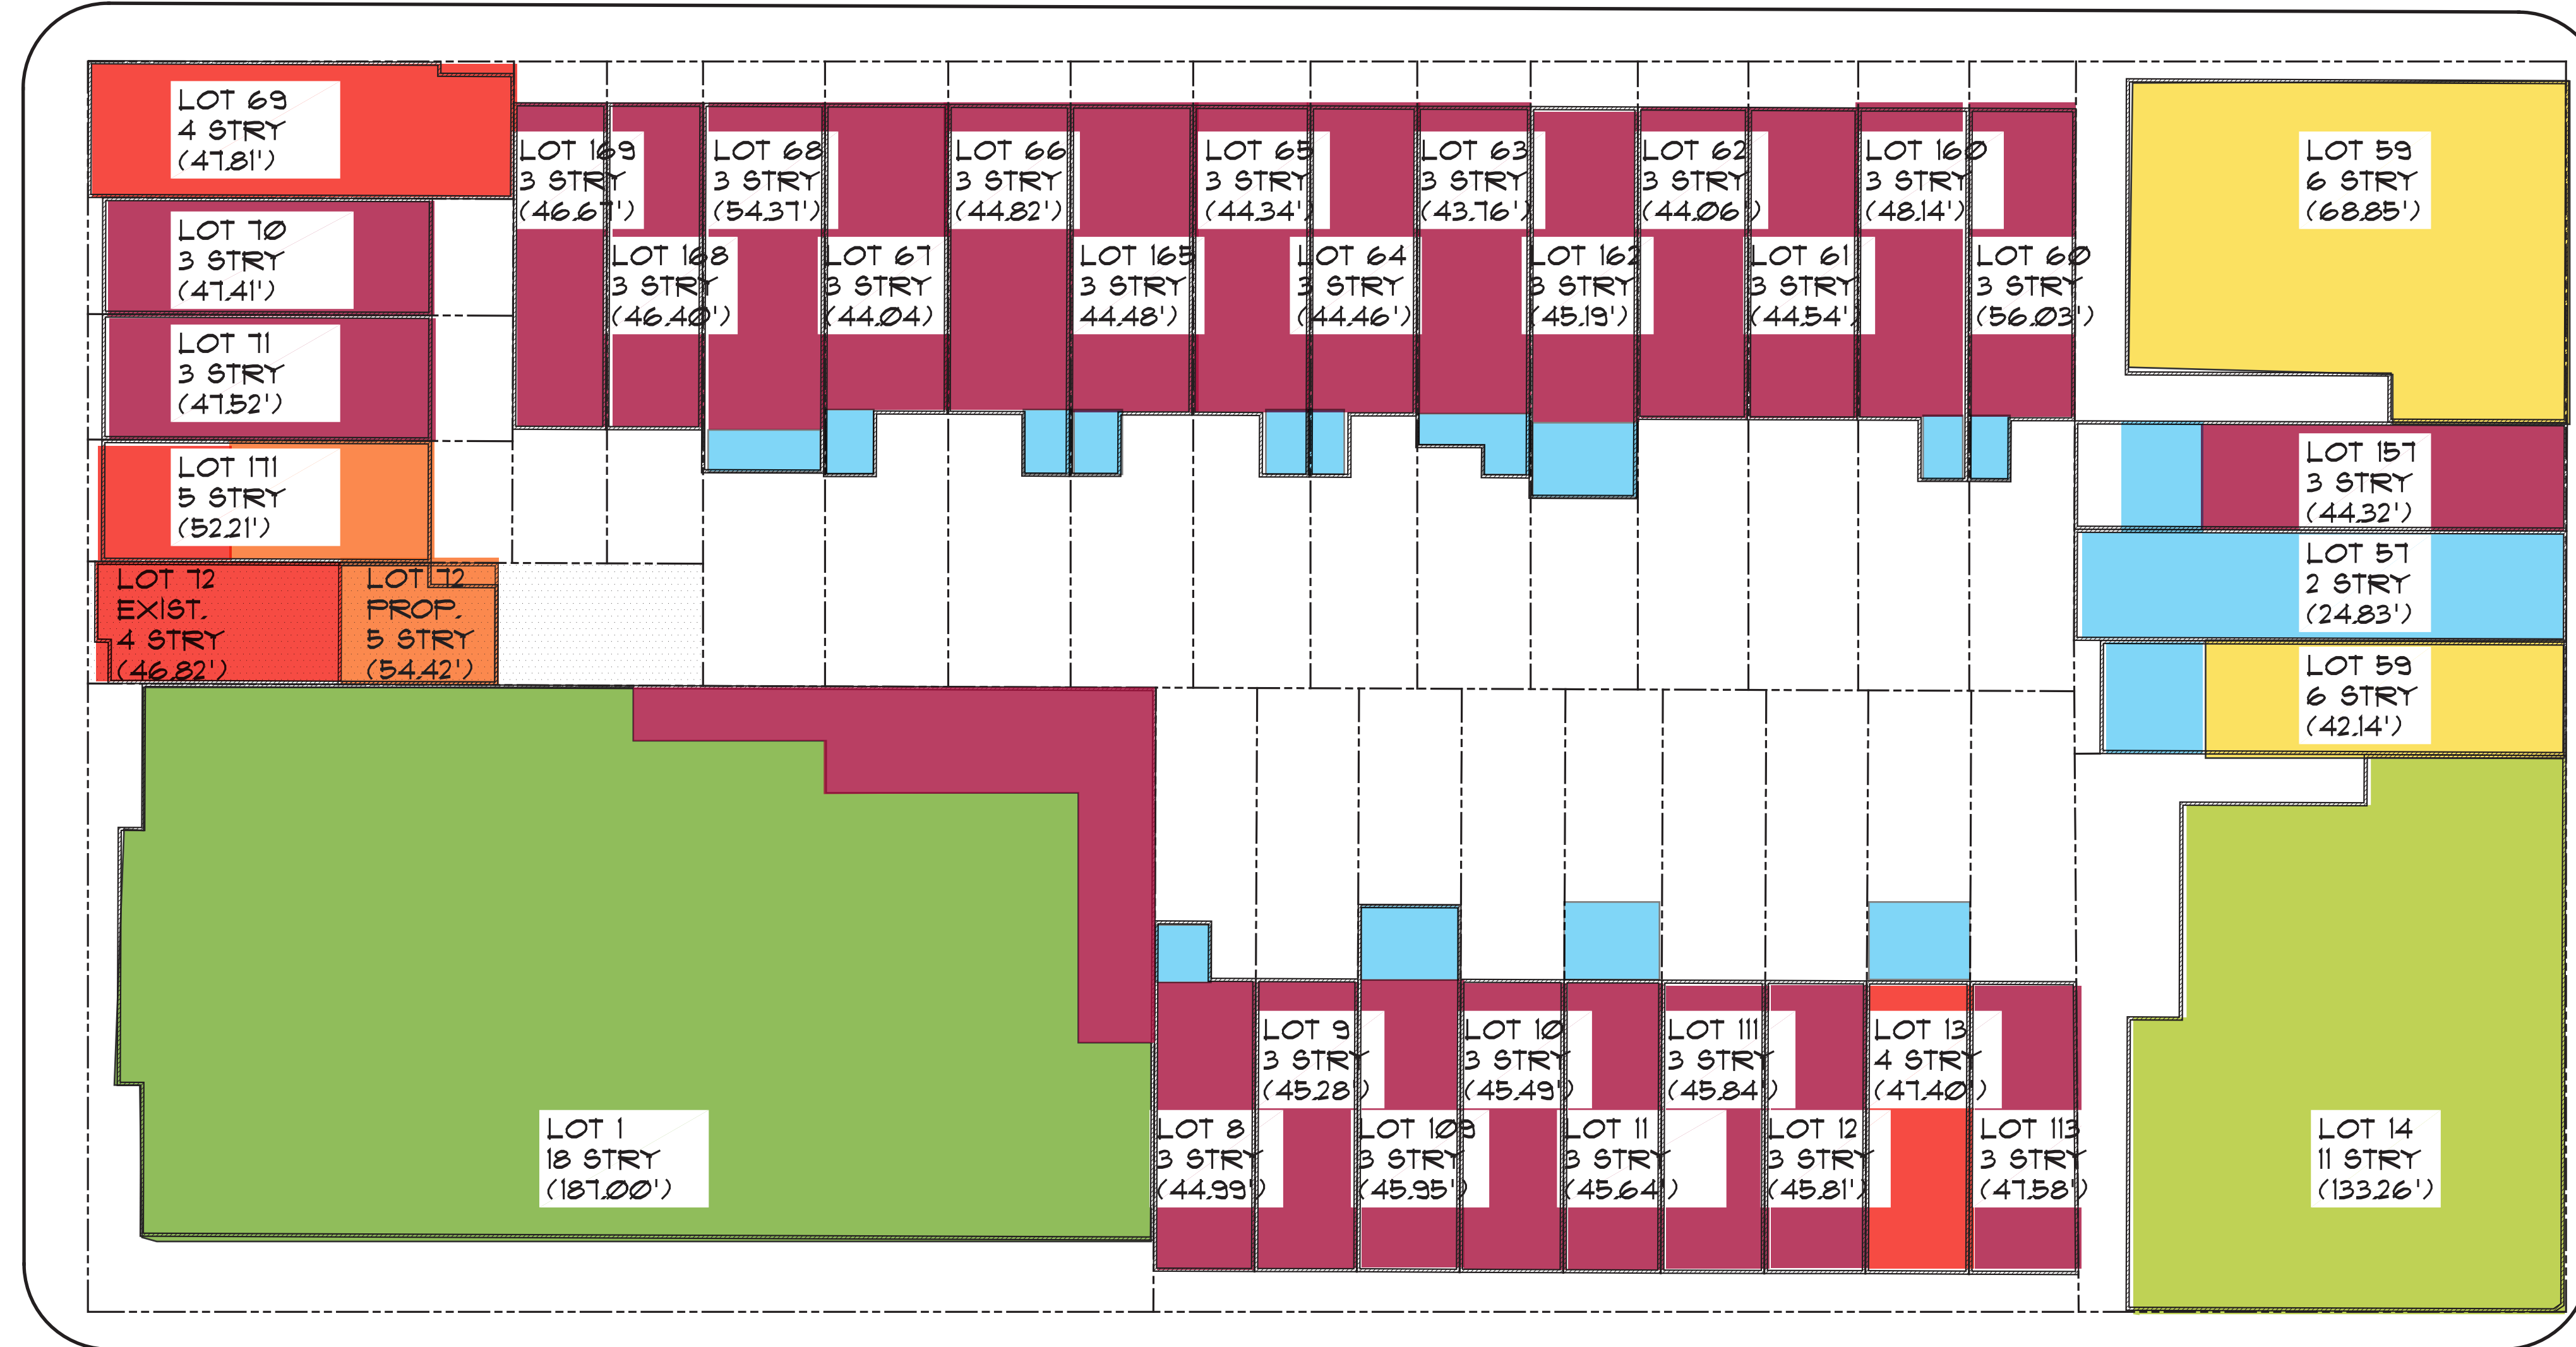 LOT 69
4 STRY
(47.81')
LOT 70
3 STRY
(47.41')
LOT 71
3 STRY
(47.52')
LOT 171
5 STRY
(52.21')
LOT 72
EXIST.
4 STRY
(46.82')
LOT 72
PROP.
5 STRY
(54.42')
LOT 169
3 STRY
(46.67')
LOT 168
3 STRY
(46.40')
LOT 68
3 STRY
(54.37')
LOT 67
3 STRY
(44.04)
LOT 66
3 STRY
(44.82')
LOT 165
3 STRY
44.48'
LOT 65
3 STRY
(44.34')
LOT 64
3 STRY
(44.46')
LOT 63
3 STRY
(43.76')
LOT 162
3 STRY
(45.19')
LOT 62
3 STRY
(44.06')
LOT 61
3 STRY
(44.54')
LOT 160
3 STRY
(48.14')
LOT 60
3 STRY
(56.03')
LOT 59
6 STRY
(68.85')
LOT 157
3 STRY
(44.32')
LOT 57
2 STRY
(24.83')
LOT 59
6 STRY
(42.14')
LOT 1
18 STRY
(187.00')
LOT 8
3 STRY
(44.99')
LOT 9
3 STRY
(45.28')
LOT 109
3 STRY
(45.95')
LOT 10
3 STRY
(45.49')
LOT 11
3 STRY
(45.64')
LOT 111
3 STRY
(45.84')
LOT 12
3 STRY
(45.81')
LOT 13
4 STRY
(47.40')
LOT 113
3 STRY
(47.58')
LOT 14
11 STRY
(133.26')